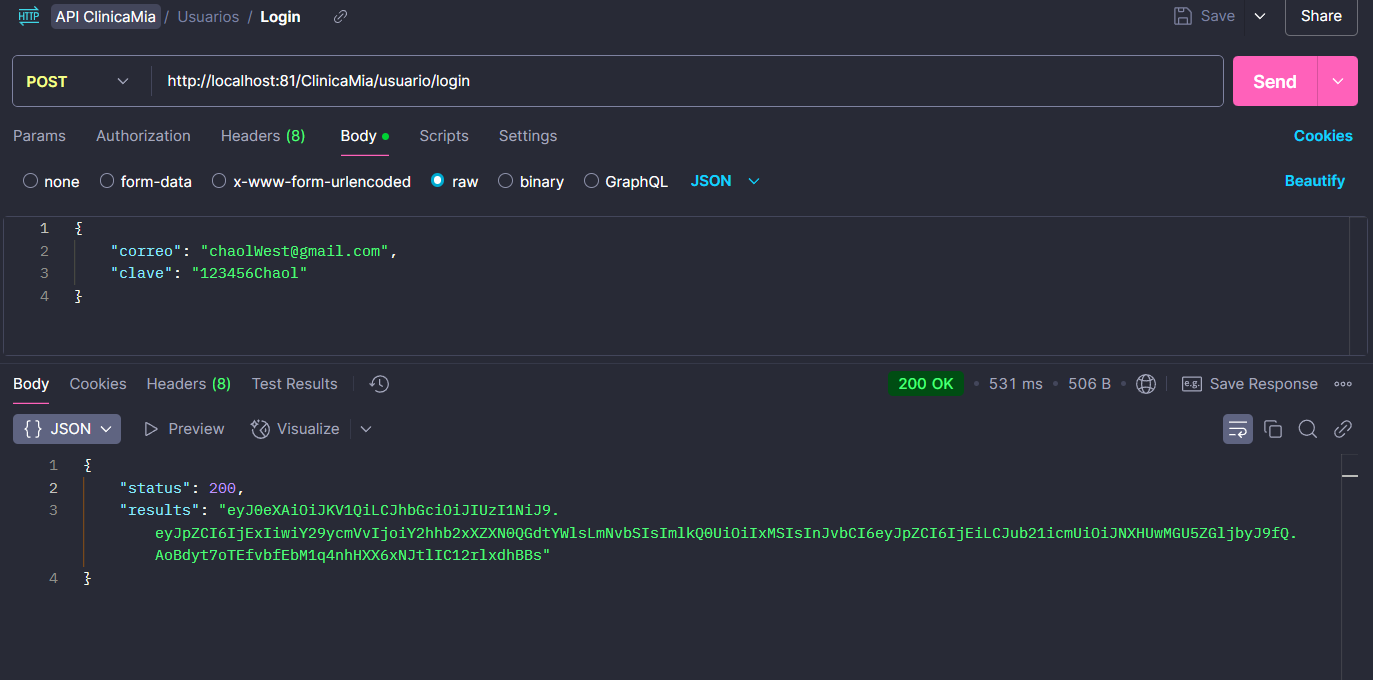 HTTP API ClinicaMia / Usuarios / Login Save Share
POST http://localhost:81/ClinicaMia/usuario/login Send
Params Authorization Headers (8) Body Scripts Settings Cookies
none form-data x-www-form-urlencoded raw binary GraphQL JSON Beautify
1 {
2 "correo": "chaolWest@gmail.com",
3 "clave": "123456Chaol"
4 }
Body Cookies Headers (8) Test Results 200 OK 531 ms 506 B e.g. Save Response
{ } JSON Preview Visualize
1 {
2 "status": 200,
3 "results": "eyJ0eXAiOiJKV1QiLCJhbGciOiJIUzI1NiJ9.
eyJpZCI6IjExIiwiY29ycmVvIjoiY2hhb2xXZXN0QGdtYWlsLmNvbSIsImlkQ0UiOiIxMSIsInJvbCI6eyJpZCI6IjEiLCJub21icmUiOiJNXHUwMGU5ZGljbyJ9fQ.
AoBdyt7oTEfvbfEbM1q4nhHXX6xNJtlIC12rlxdhBBs"
4 }